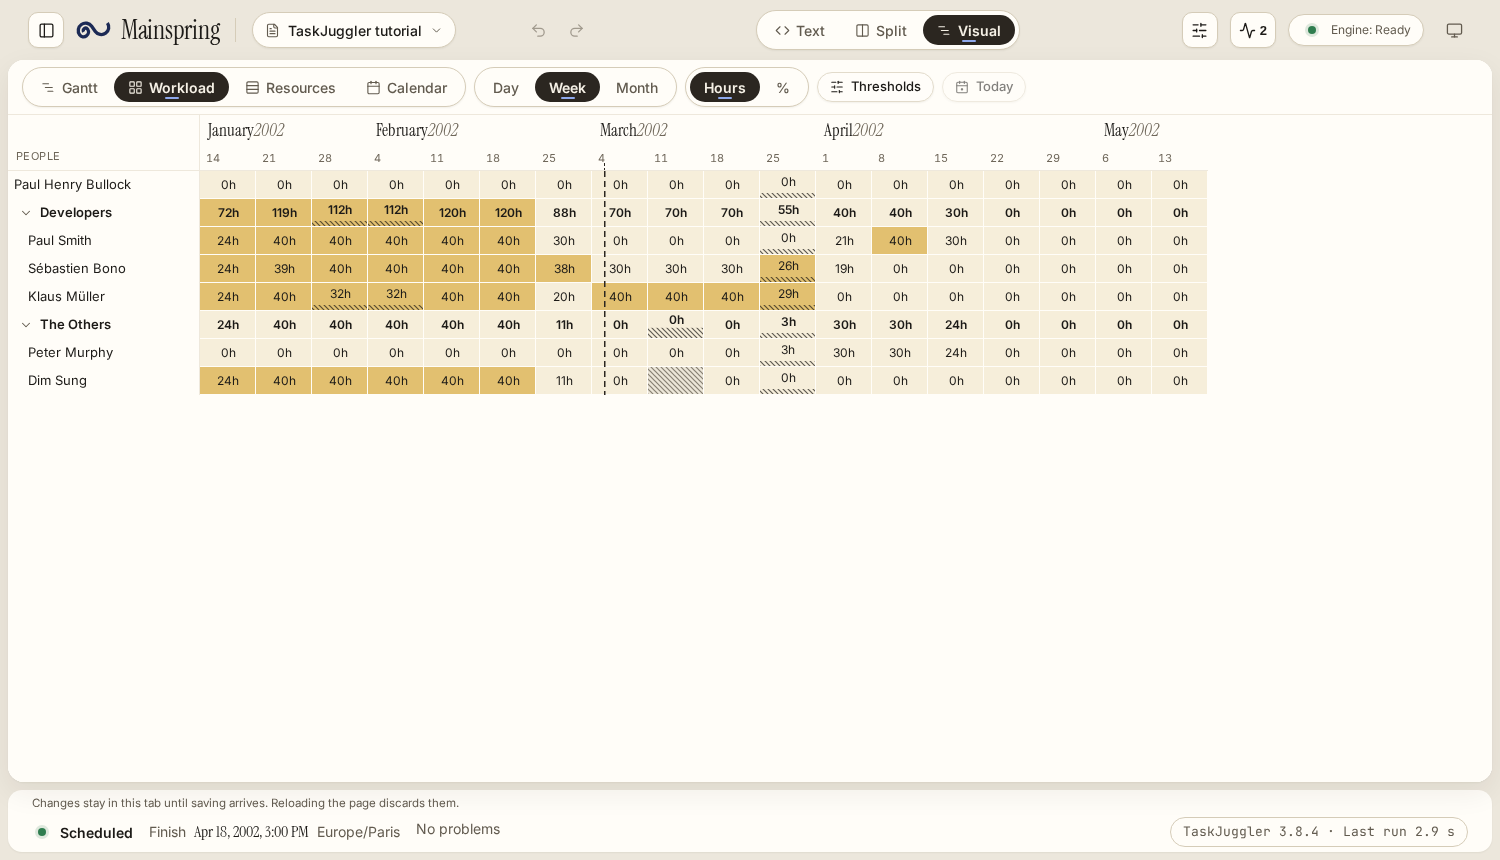 Mainspring TaskJuggler tutorial Text Split Visual 2 Engine: Ready
Gantt Workload Resources Calendar Day Week Month Hours % Thresholds Today
January 2002 February 2002 March 2002 April 2002 May 2002
PEOPLE 14 21 28 4 11 18 25 4 11 18 25 1 8 15 22 29 6 13
Paul Henry Bullock 0h 0h 0h 0h 0h 0h 0h 0h 0h 0h 0h 0h 0h 0h 0h 0h 0h 0h
Developers 72h 119h 112h 112h 120h 120h 88h 70h 70h 70h 55h 40h 40h 30h 0h 0h 0h 0h
Paul Smith 24h 40h 40h 40h 40h 40h 30h 0h 0h 0h 0h 21h 40h 30h 0h 0h 0h 0h
Sébastien Bono 24h 39h 40h 40h 40h 40h 38h 30h 30h 30h 26h 19h 0h 0h 0h 0h 0h 0h
Klaus Müller 24h 40h 32h 32h 40h 40h 20h 40h 40h 40h 29h 0h 0h 0h 0h 0h 0h 0h
The Others 24h 40h 40h 40h 40h 40h 11h 0h 0h 0h 3h 30h 30h 24h 0h 0h 0h 0h
Peter Murphy 0h 0h 0h 0h 0h 0h 0h 0h 0h 0h 3h 30h 30h 24h 0h 0h 0h 0h
Dim Sung 24h 40h 40h 40h 40h 40h 11h 0h 0h 0h 0h 0h 0h 0h 0h 0h 0h
Changes stay in this tab until saving arrives. Reloading the page discards them.
Scheduled Finish Apr 18, 2002, 3:00 PM Europe/Paris No problems TaskJuggler 3.8.4 · Last run 2.9 s